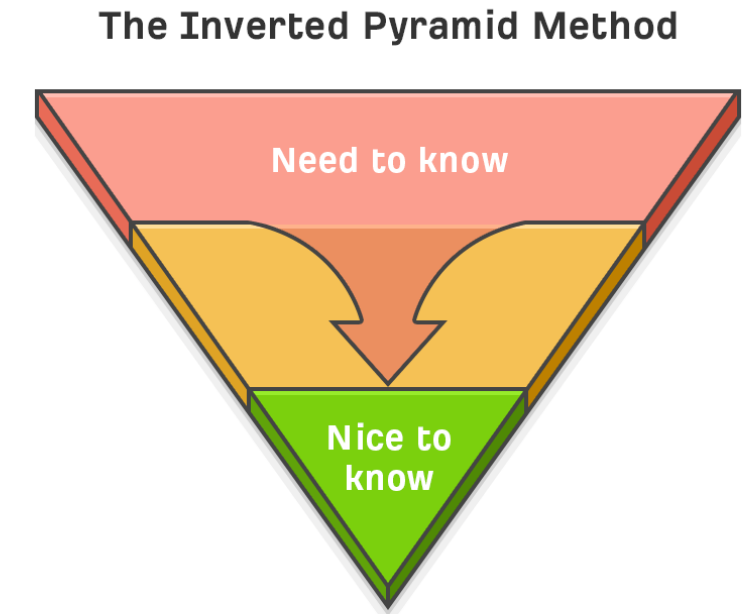 The Inverted Pyramid Method
Need to know
Nice to
know